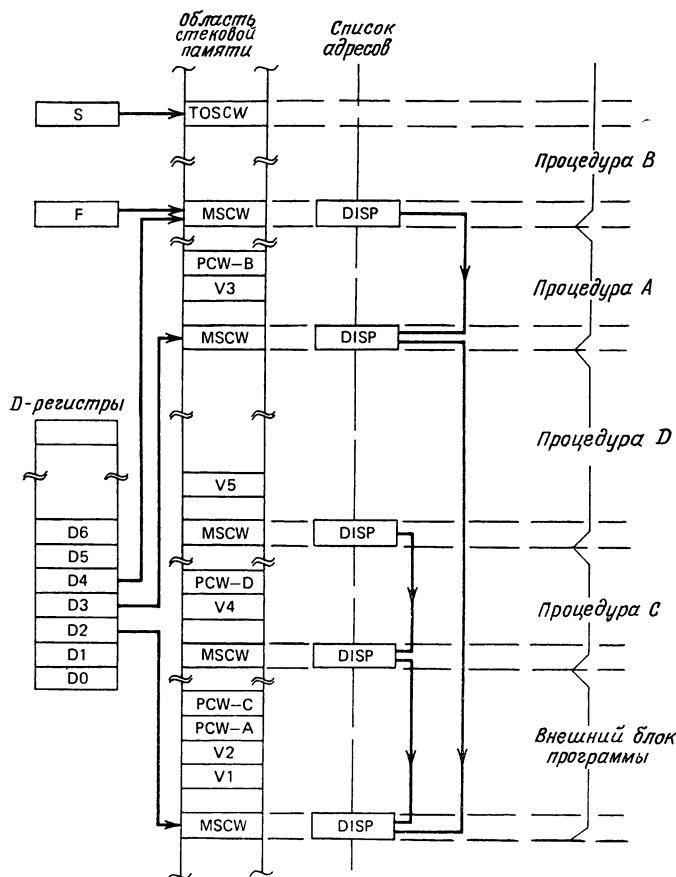 Область
стековой
памяти
Список
адресов
S
TOSCW
Процедура B
F
MSCW
DISP
PCW–B
V3
Процедура A
MSCW
DISP
D-регистры
Процедура D
V5
D6
MSCW
DISP
D5
D4
PCW–D
D3
V4
Процедура C
D2
D1
MSCW
DISP
D0
PCW–C
PCW–A
V2
V1
Внешний блок
программы
MSCW
DISP